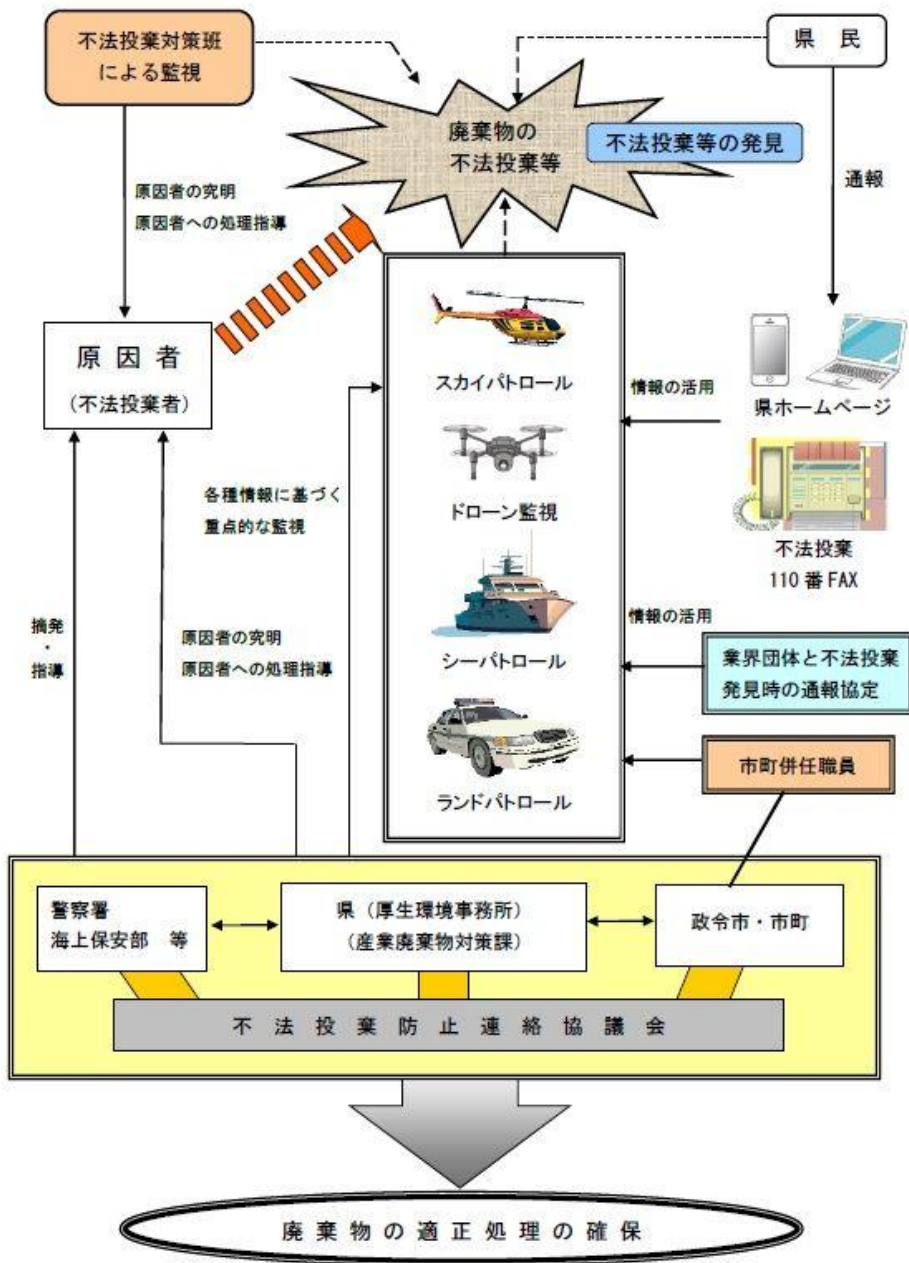 不法投棄対策班
による監視
県 民
廃棄物の
不法投棄等
不法投棄等の発見
通報
原因者の究明
原因者への処理指導
原 因 者
（不法投棄者）
スカイパトロール
情報の活用
県ホームページ
各種情報に基づく
重点的な監視
ドローン監視
不法投棄
110 番 FAX
摘発
・
指導
原因者の究明
原因者への処理指導
シーパトロール
情報の活用
業界団体と不法投棄
発見時の通報協定
ランドパトロール
市町併任職員
警察署
海上保安部 等
県（厚生環境事務所）
（産業廃棄物対策課）
政令市・市町
不 法 投 棄 防 止 連 絡 協 議 会
廃 棄 物 の 適 正 処 理 の 確 保